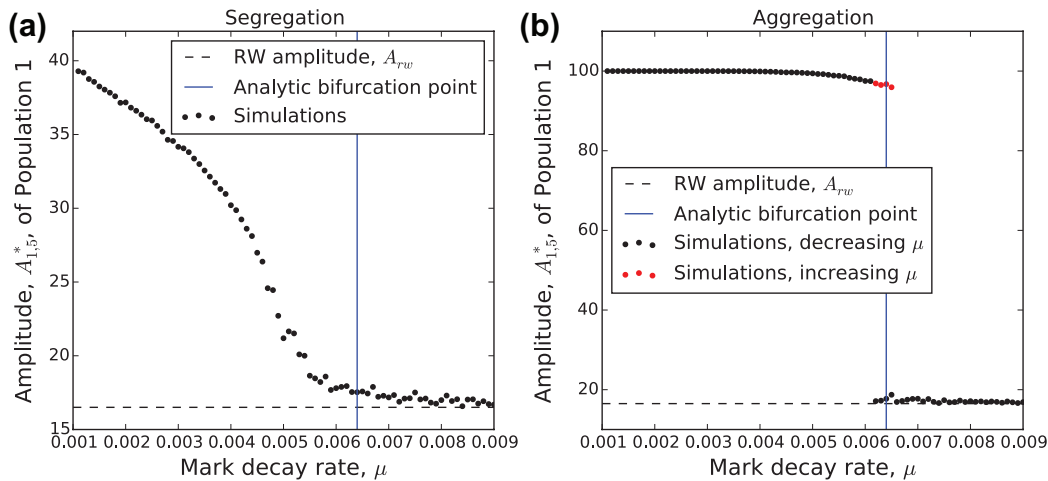 (a)
Segregation
Amplitude, A*1,5, of Population 1
40
35
30
25
20
15
RW amplitude, Arw
Analytic bifurcation point
Simulations
0.001 0.002 0.003 0.004 0.005 0.006 0.007 0.008 0.009
Mark decay rate, μ
(b)
Aggregation
Amplitude, A*1,5, of Population 1
100
80
60
40
20
RW amplitude, Arw
Analytic bifurcation point
Simulations, decreasing μ
Simulations, increasing μ
0.001 0.002 0.003 0.004 0.005 0.006 0.007 0.008 0.009
Mark decay rate, μ